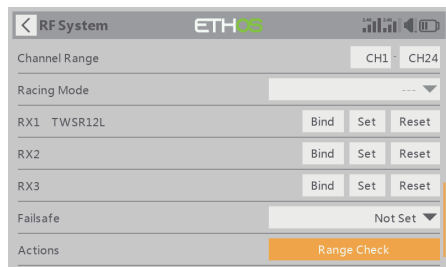 RF System ETHOS
Channel Range CH1 - CH24
Racing Mode ---
RX1 TWSR12L Bind Set Reset
RX2 Bind Set Reset
RX3 Bind Set Reset
Failsafe Not Set
Actions Range Check